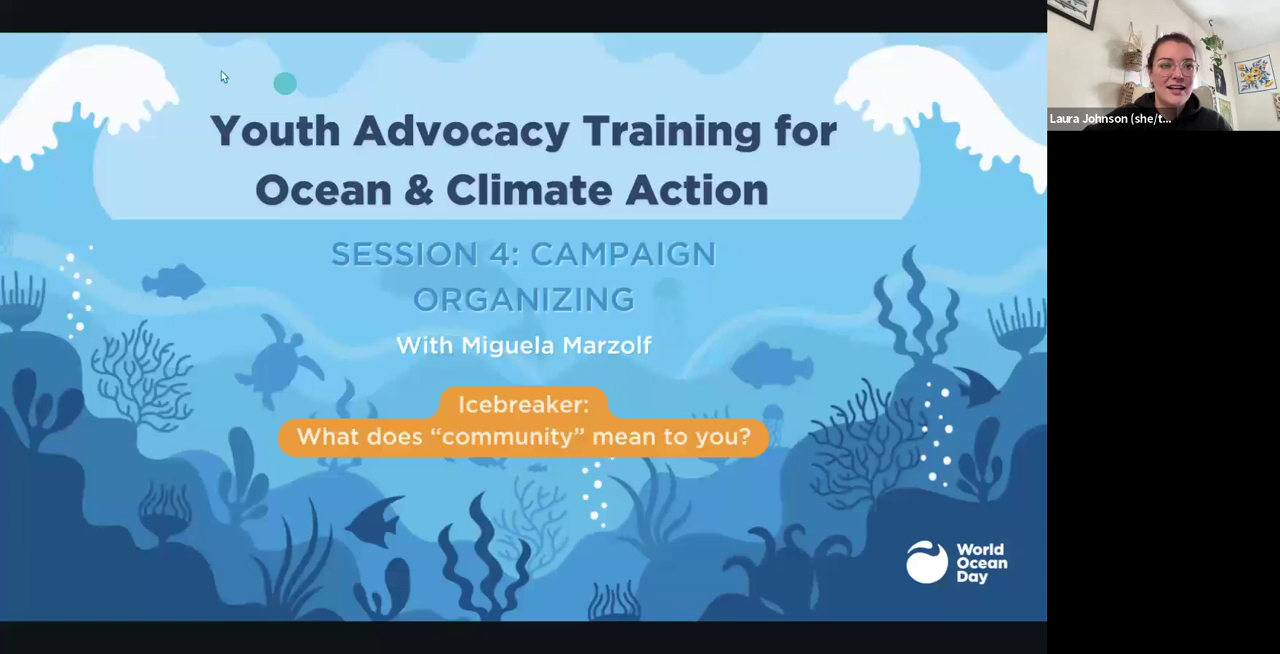 Youth Advocacy Training for
Ocean & Climate Action
SESSION 4: CAMPAIGN
ORGANIZING
With Miguela Marzolf
Icebreaker:
What does “community” mean to you?
World
Ocean
Day
Laura Johnson (she/t...